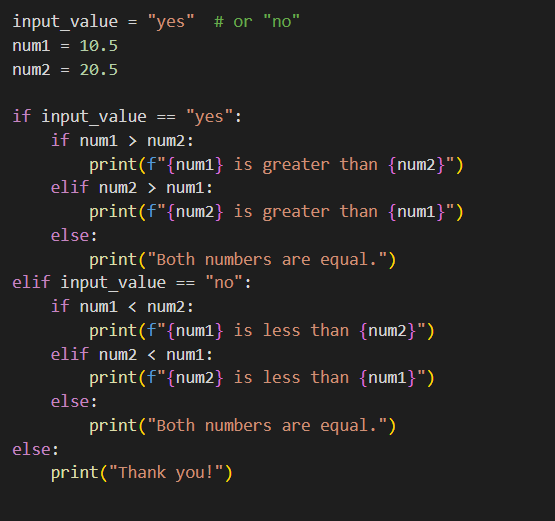 input_value = "yes"  # or "no"
num1 = 10.5
num2 = 20.5

if input_value == "yes":
    if num1 > num2:
        print(f"{num1} is greater than {num2}")
    elif num2 > num1:
        print(f"{num2} is greater than {num1}")
    else:
        print("Both numbers are equal.")
elif input_value == "no":
    if num1 < num2:
        print(f"{num1} is less than {num2}")
    elif num2 < num1:
        print(f"{num2} is less than {num1}")
    else:
        print("Both numbers are equal.")
else:
    print("Thank you!")